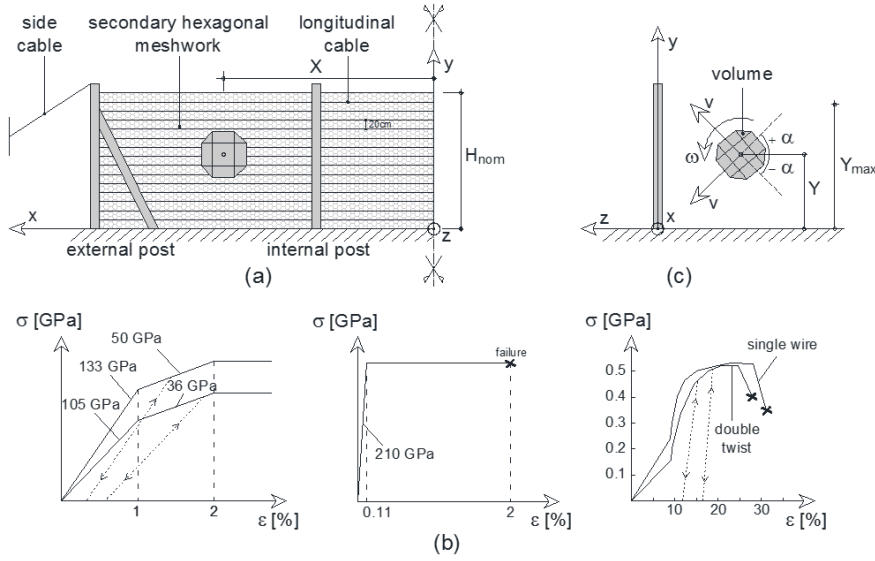 side cable
secondary hexagonal meshwork
longitudinal cable
X
y
20cm
H_nom
x
z
external post
internal post
(a)
y
volume
v
ω
+ α
- α
v
Y
Y_max
z
x
(c)
σ [GPa]
50 GPa
133 GPa
36 GPa
105 GPa
1
2
ε [%]
σ [GPa]
failure
210 GPa
0.11
2
ε [%]
(b)
σ [GPa]
single wire
0.5
0.4
0.3
0.2
0.1
double twist
10
20
30
ε [%]